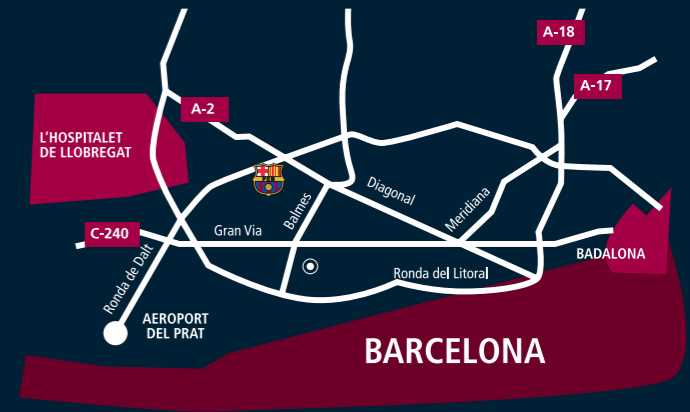 A-18
A-17
A-2
L'HOSPITALET
DE LLOBREGAT
Diagonal
Balmes
Meridiana
C-240
Gran Via
BADALONA
Ronda de Dalt
Ronda del Litoral
AEROPORT
DEL PRAT
BARCELONA